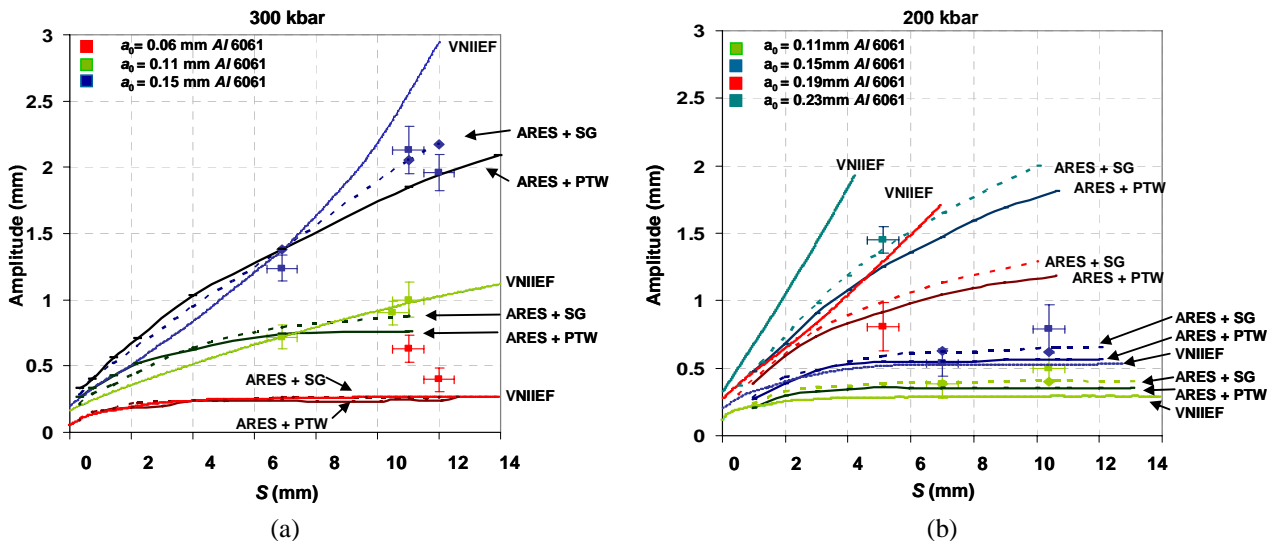 300 kbar
a0= 0.06 mm Al 6061
a0= 0.11 mm Al 6061
a0= 0.15 mm Al 6061
VNIIEF
ARES + SG
ARES + PTW
VNIIEF
ARES + SG
ARES + PTW
ARES + SG
VNIIEF
ARES + PTW
Amplitude (mm)
3
2.5
2
1.5
1
0.5
0
0 2 4 6 8 10 12 14
S (mm)
(a)
200 kbar
a0 = 0.11mm Al 6061
a0 = 0.15mm Al 6061
a0 = 0.19mm Al 6061
a0 = 0.23mm Al 6061
VNIIEF
VNIIEF
ARES + SG
ARES + PTW
ARES + SG
ARES + PTW
ARES + SG
ARES + PTW
VNIIEF
ARES + SG
ARES + PTW
VNIIEF
Amplitude (mm)
3
2.5
2
1.5
1
0.5
0
0 2 4 6 8 10 12 14
S (mm)
(b)